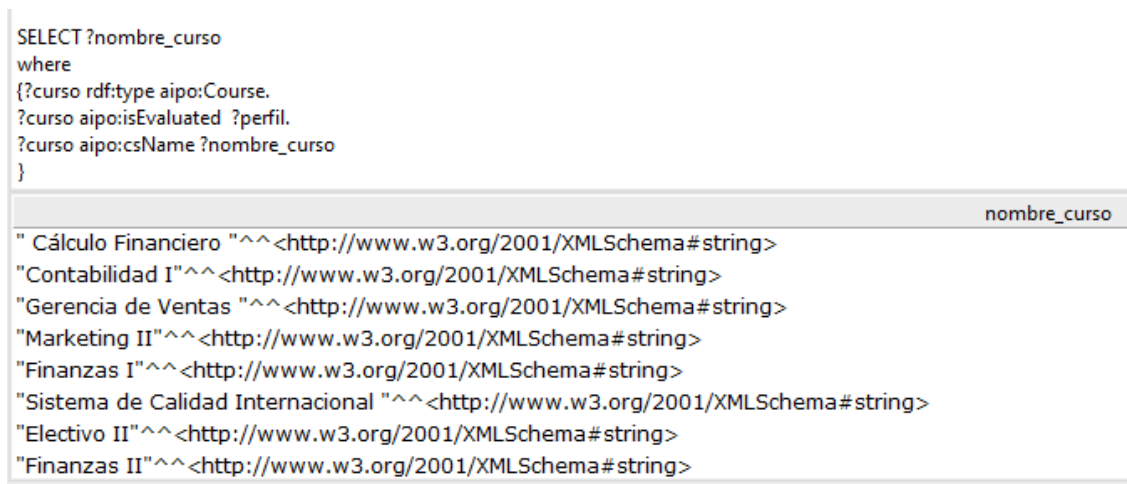 SELECT ?nombre_curso
where
{?curso rdf:type aipo:Course.
?curso aipo:isEvaluated  ?perfil.
?curso aipo:csName ?nombre_curso
}
nombre_curso
" Cálculo Financiero "^^<http://www.w3.org/2001/XMLSchema#string>
"Contabilidad I"^^<http://www.w3.org/2001/XMLSchema#string>
"Gerencia de Ventas "^^<http://www.w3.org/2001/XMLSchema#string>
"Marketing II"^^<http://www.w3.org/2001/XMLSchema#string>
"Finanzas I"^^<http://www.w3.org/2001/XMLSchema#string>
"Sistema de Calidad Internacional "^^<http://www.w3.org/2001/XMLSchema#string>
"Electivo II"^^<http://www.w3.org/2001/XMLSchema#string>
"Finanzas II"^^<http://www.w3.org/2001/XMLSchema#string>